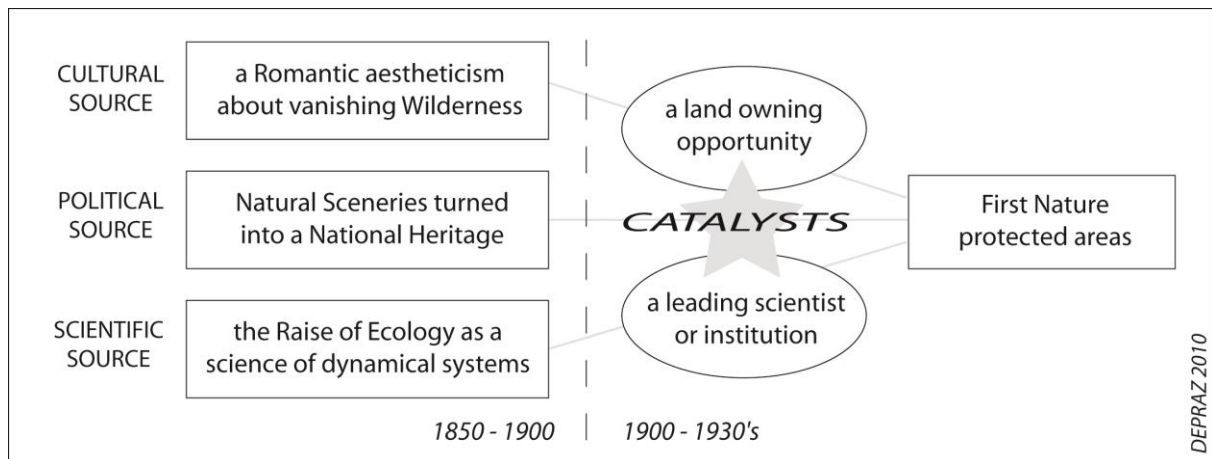 CULTURAL
SOURCE
a Romantic aestheticism
about vanishing Wilderness
POLITICAL
SOURCE
Natural Sceneries turned
into a National Heritage
SCIENTIFIC
SOURCE
the Raise of Ecology as a
science of dynamical systems
1850 - 1900
a land owning
opportunity
CATALYSTS
a leading scientist
or institution
1900 - 1930's
First Nature
protected areas
DEPRAZ 2010